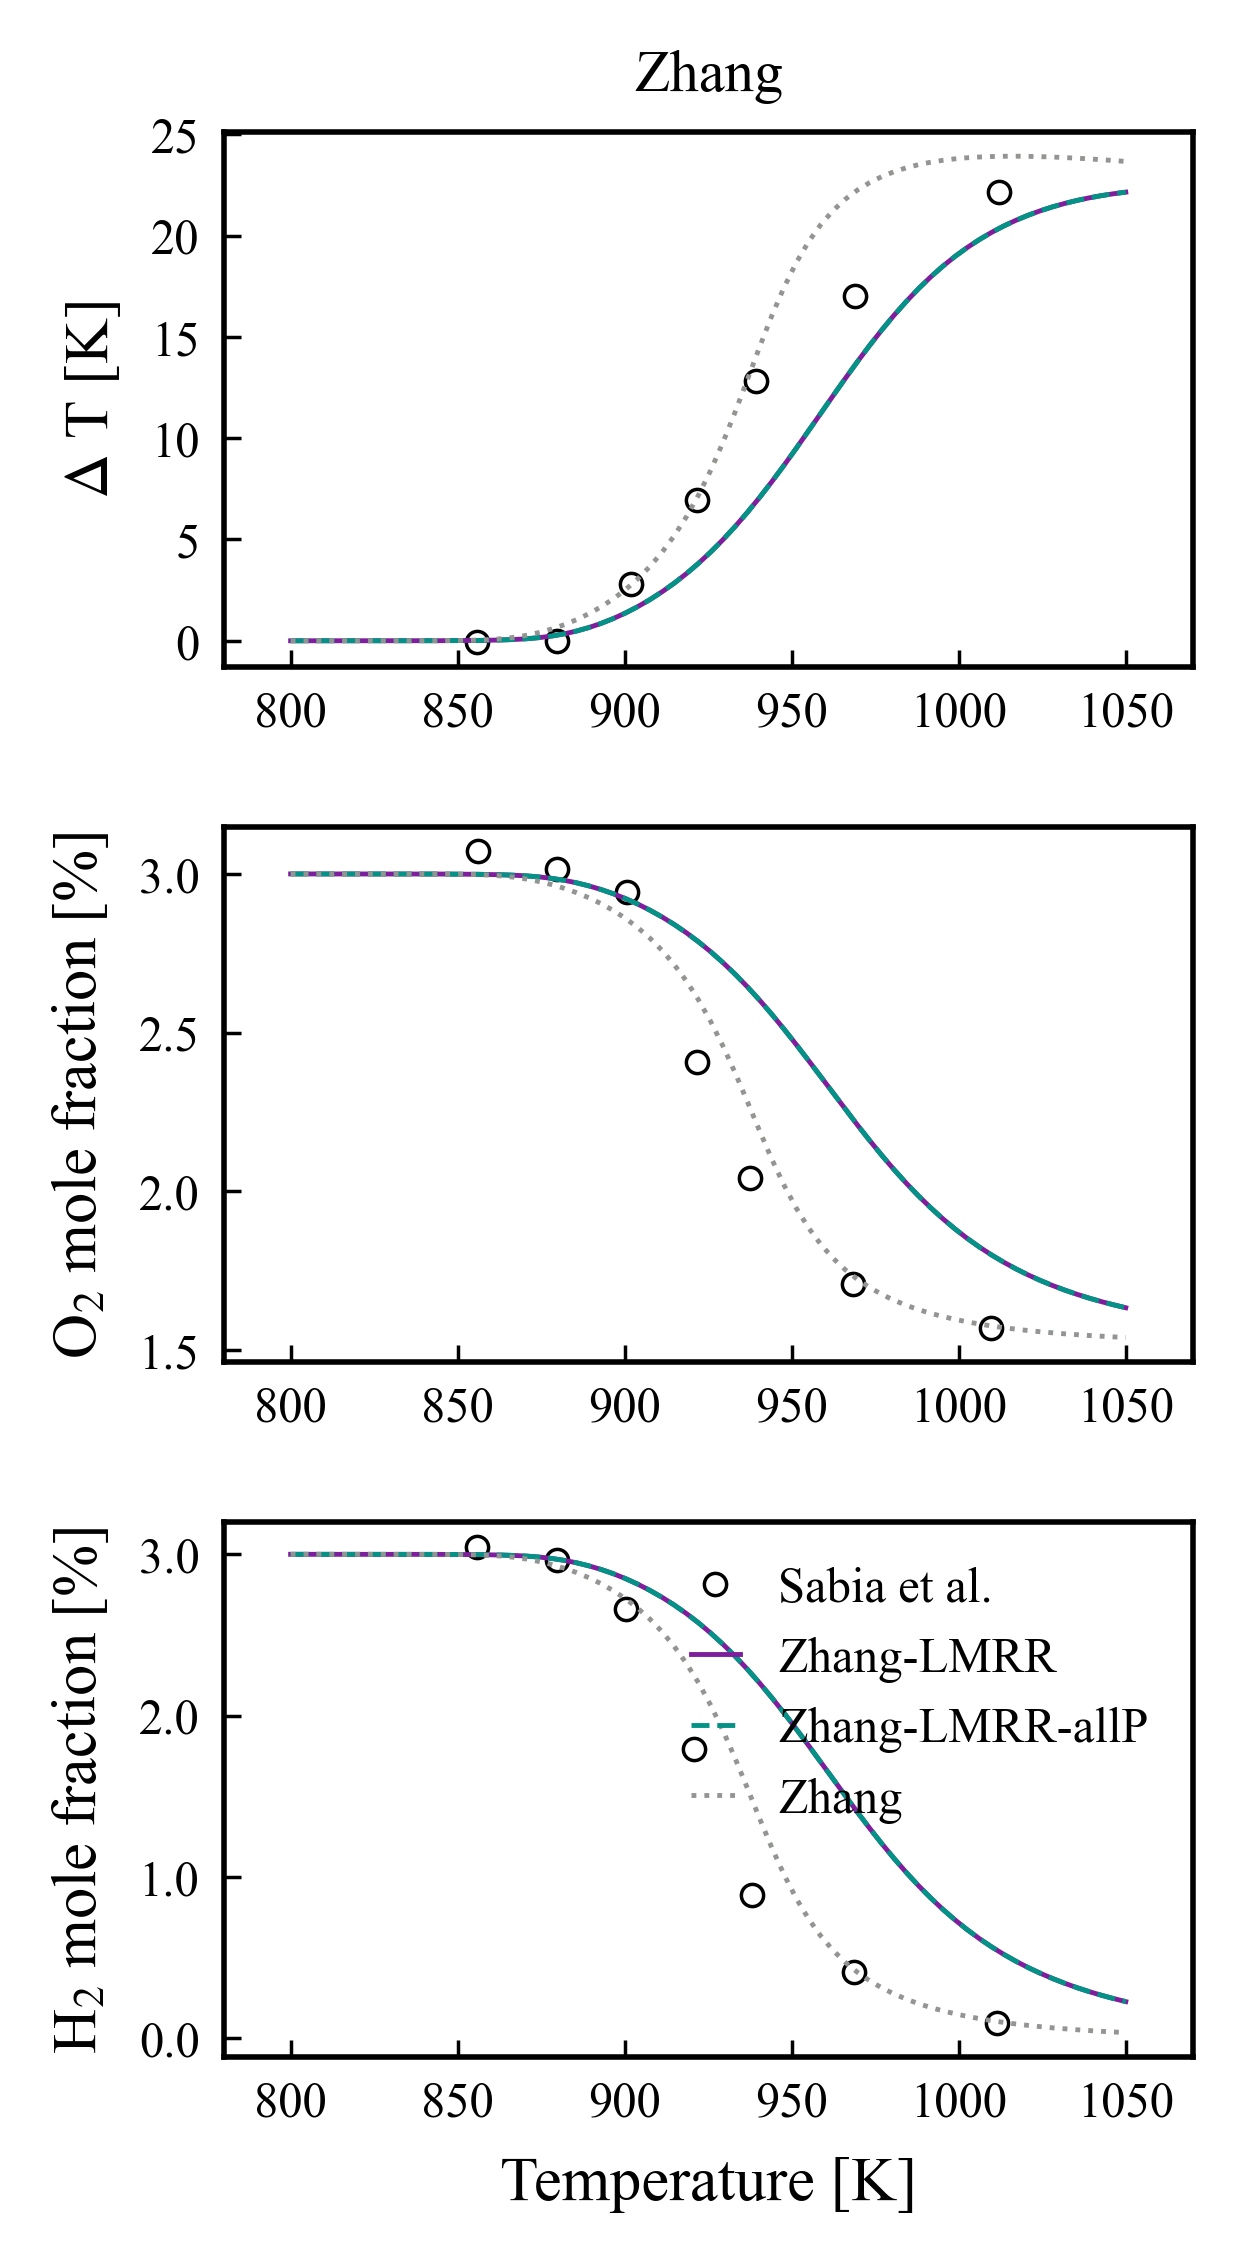 Zhang
Δ T [K]
25
20
15
10
5
0
800 850 900 950 1000 1050
O₂ mole fraction [%]
3.0
2.5
2.0
1.5
800 850 900 950 1000 1050
H₂ mole fraction [%]
3.0
2.0
1.0
0.0
Sabia et al.
Zhang-LMRR
Zhang-LMRR-allP
Zhang
800 850 900 950 1000 1050
Temperature [K]